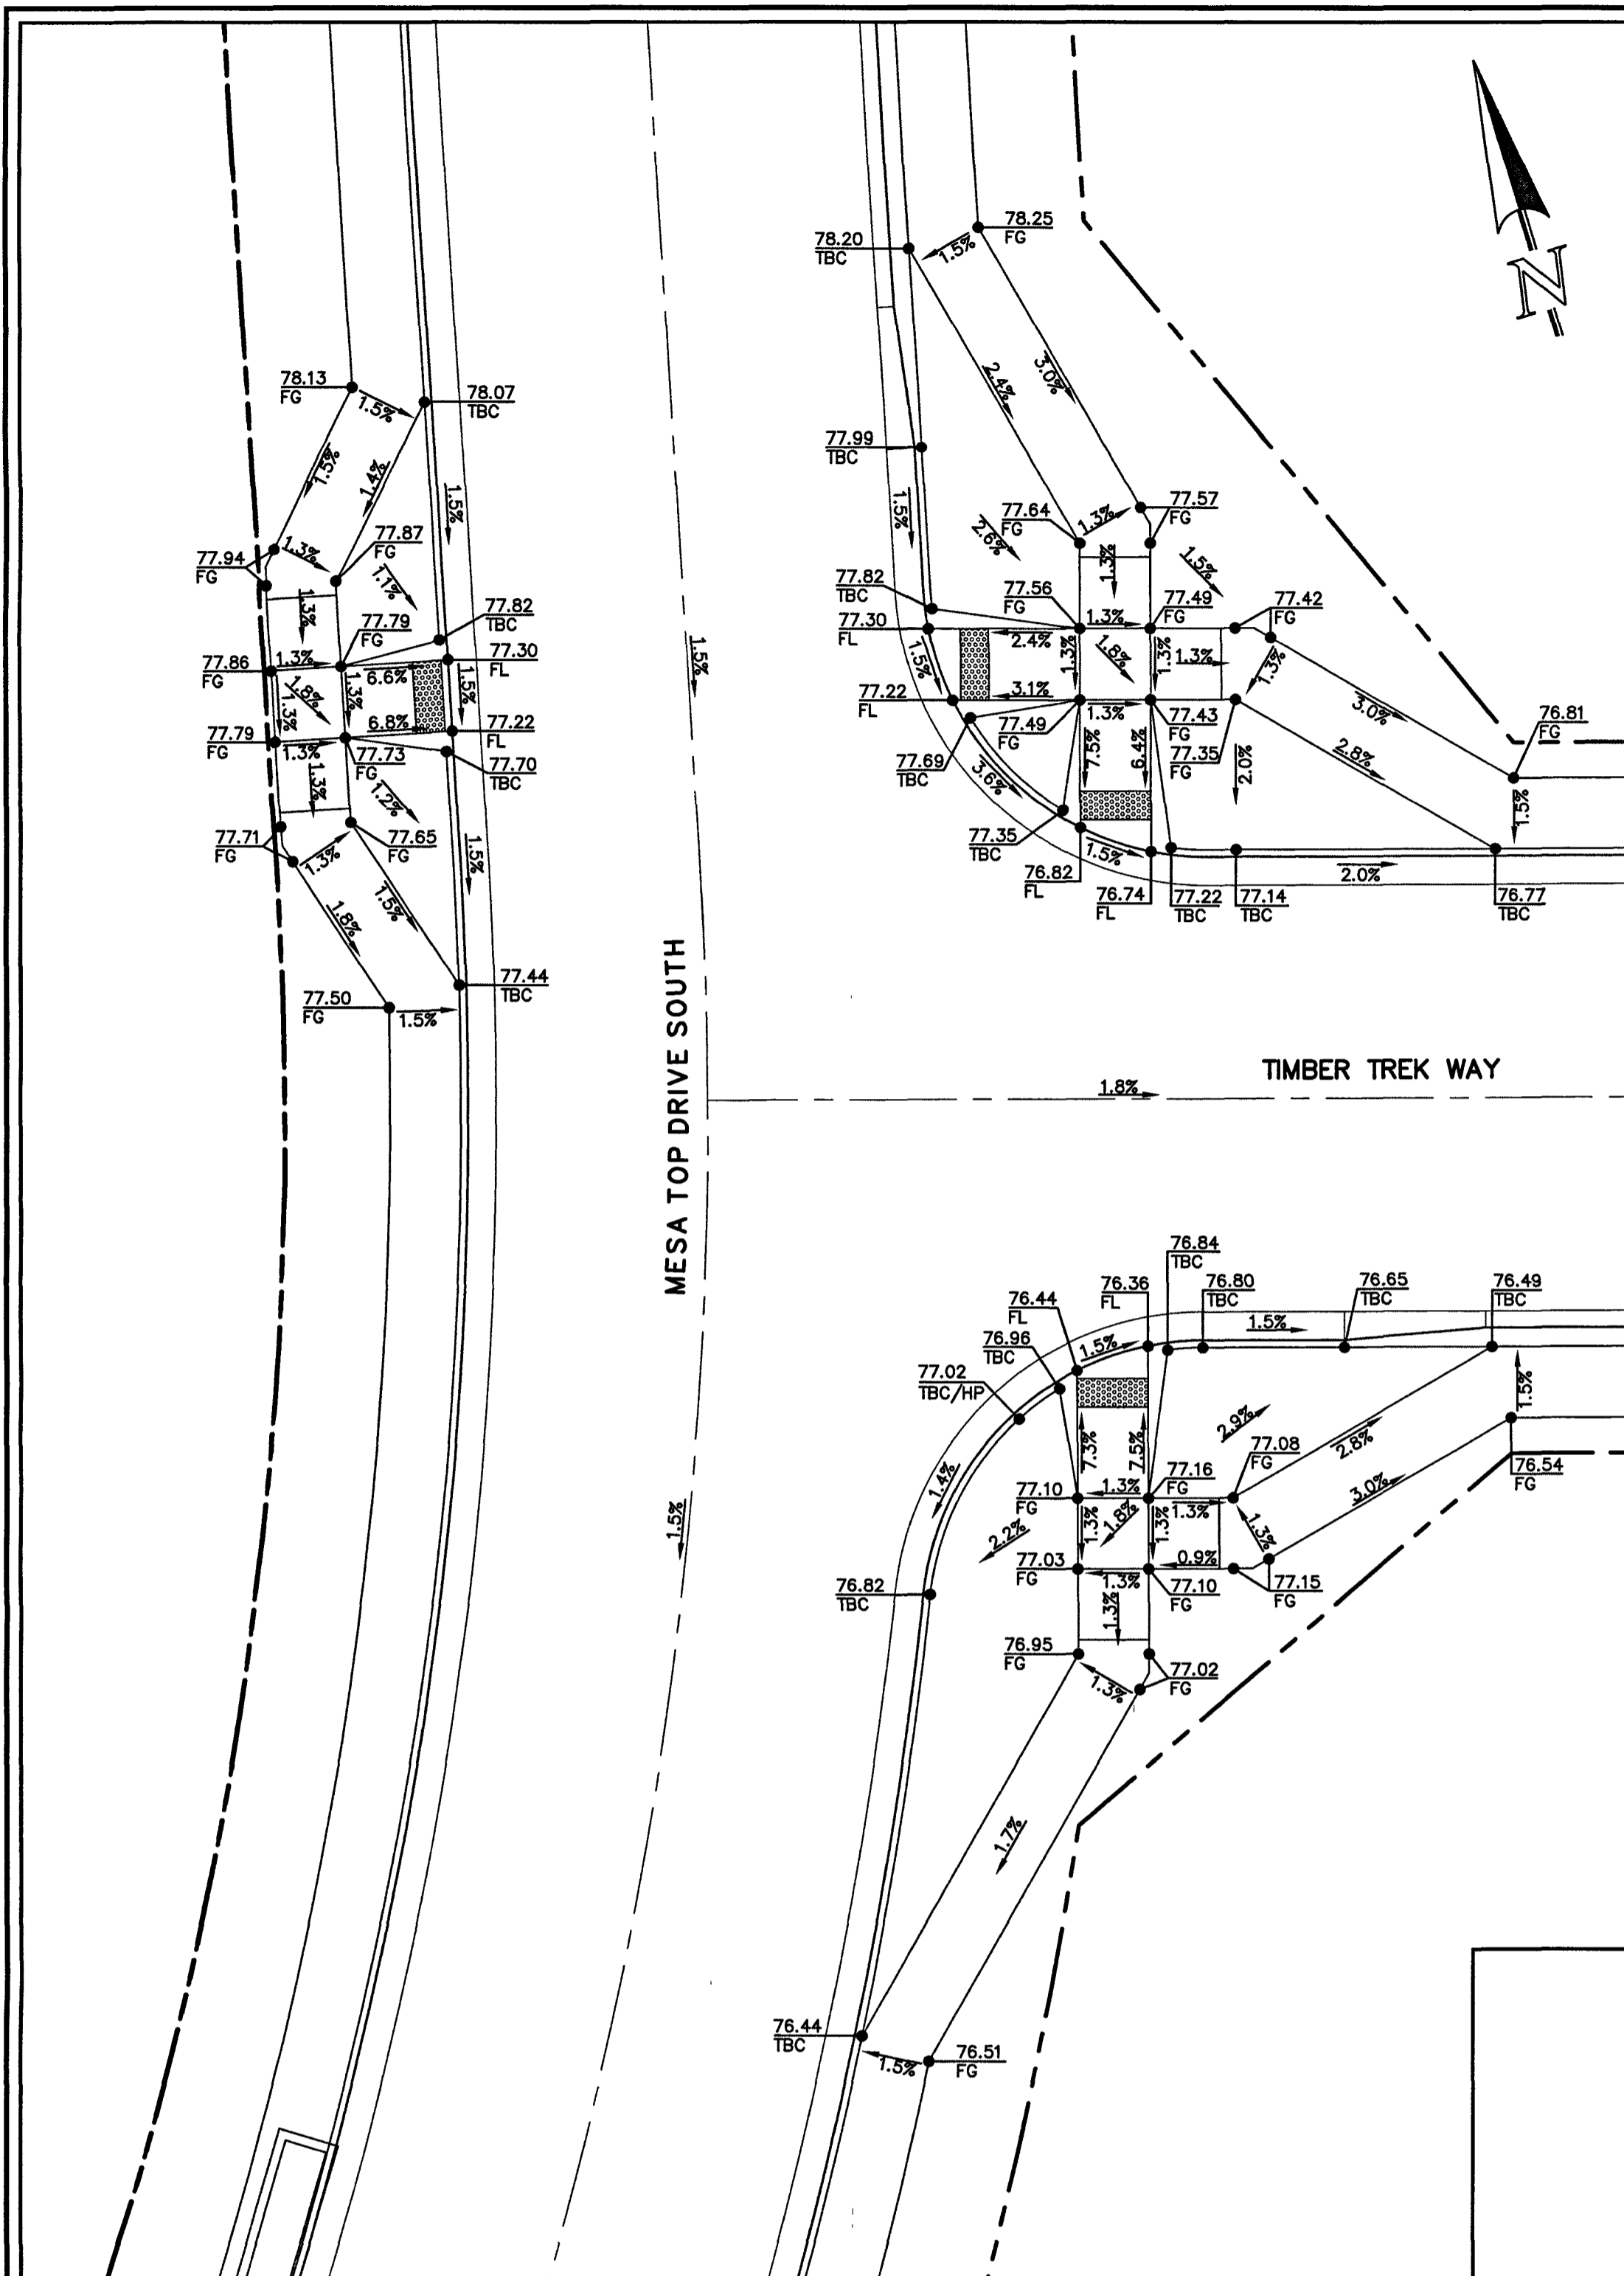 N
78.13
FG
1.5%
78.07
TBC
1.5%
1.4%
1.5%
77.94
FG
1.3%
77.87
FG
1.1%
1.3%
77.79
FG
77.82
TBC
77.86
FG
1.3%
6.6%
77.30
FL
1.8%
1.3%
1.3%
1.5%
77.79
FG
1.3%
6.8%
77.22
FL
77.73
FG
77.70
TBC
1.3%
1.2%
77.71
FG
1.3%
77.65
FG
1.5%
1.8%
1.5%
77.50
FG
1.5%
77.44
TBC
1.5%
MESA TOP DRIVE SOUTH
1.5%
78.20
TBC
78.25
FG
1.5%
2.4%
3.0%
77.99
TBC
1.5%
77.64
FG
1.3%
77.57
FG
2.6%
1.3%
1.5%
77.82
TBC
77.56
FG
77.49
FG
77.42
FG
77.30
FL
2.4%
1.3%
1.5%
1.3%
1.8%
1.3%
1.3%
1.3%
77.22
FL
3.1%
77.49
FG
1.3%
77.43
FG
77.35
FG
3.0%
2.8%
76.81
FG
77.69
TBC
3.6%
7.5%
6.4%
2.0%
1.5%
77.35
TBC
1.5%
2.0%
76.82
FL
76.74
FL
77.22
TBC
77.14
TBC
76.77
TBC
TIMBER TREK WAY
1.8%
76.84
TBC
76.36
FL
76.80
TBC
76.65
TBC
76.49
TBC
76.44
FL
1.5%
1.5%
76.96
TBC
77.02
TBC/HP
1.5%
7.3%
7.5%
2.9%
2.8%
77.08
FG
76.54
FG
1.4%
77.10
FG
1.3%
77.16
FG
1.3%
3.0%
2.2%
1.3%
1.8%
1.3%
1.3%
77.03
FG
0.9%
1.3%
77.10
FG
77.15
FG
76.82
TBC
1.3%
76.95
FG
1.3%
77.02
FG
1.7%
76.44
TBC
1.5%
76.51
FG